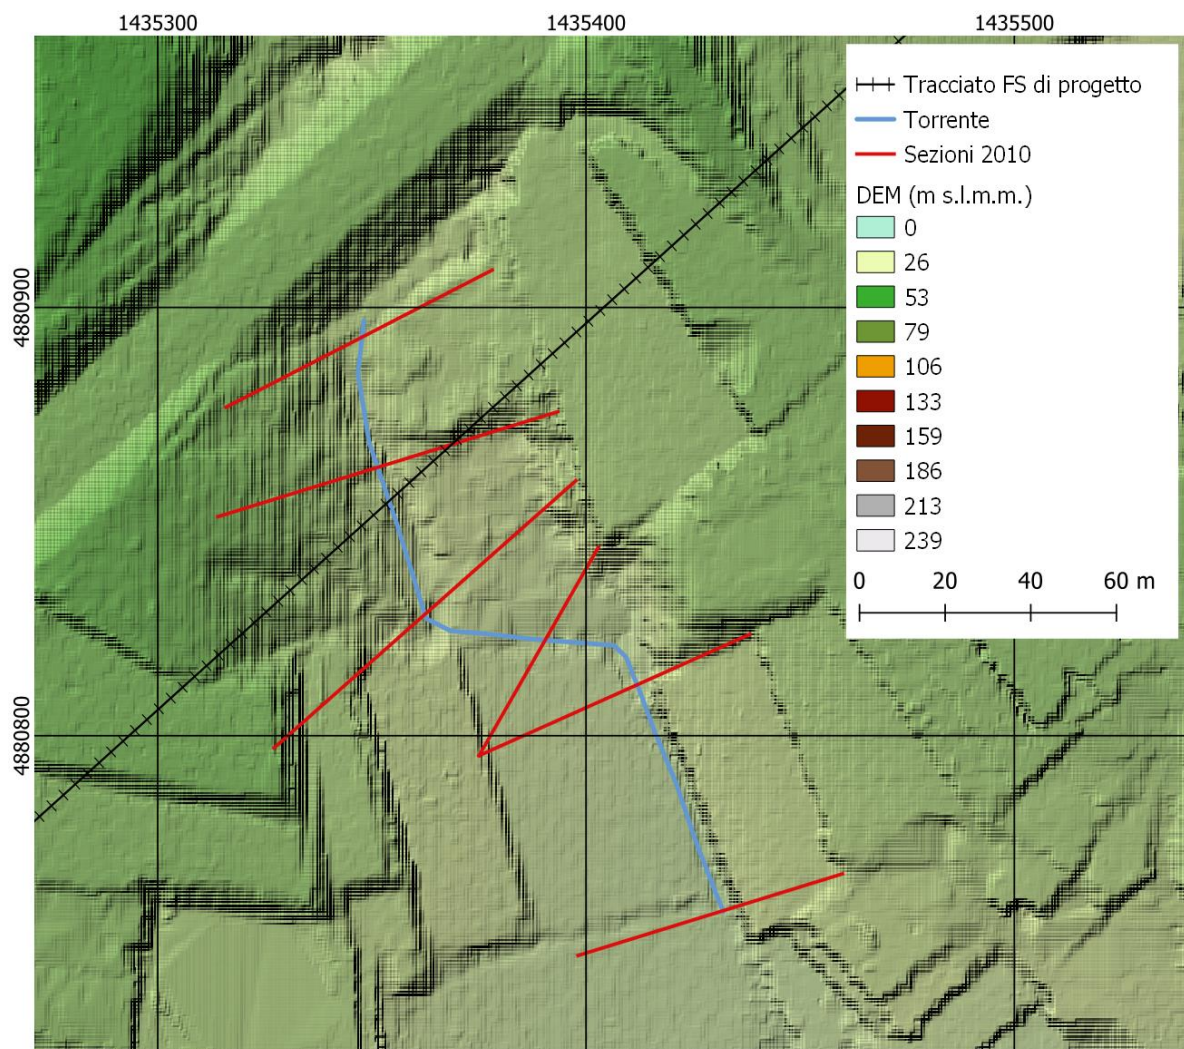 1435300 1435400 1435500
Tracciato FS di progetto
Torrente
Sezioni 2010
DEM (m s.l.m.m.)
0
26
53
79
106
133
159
186
213
239
0 20 40 60 m
4880900
4880800